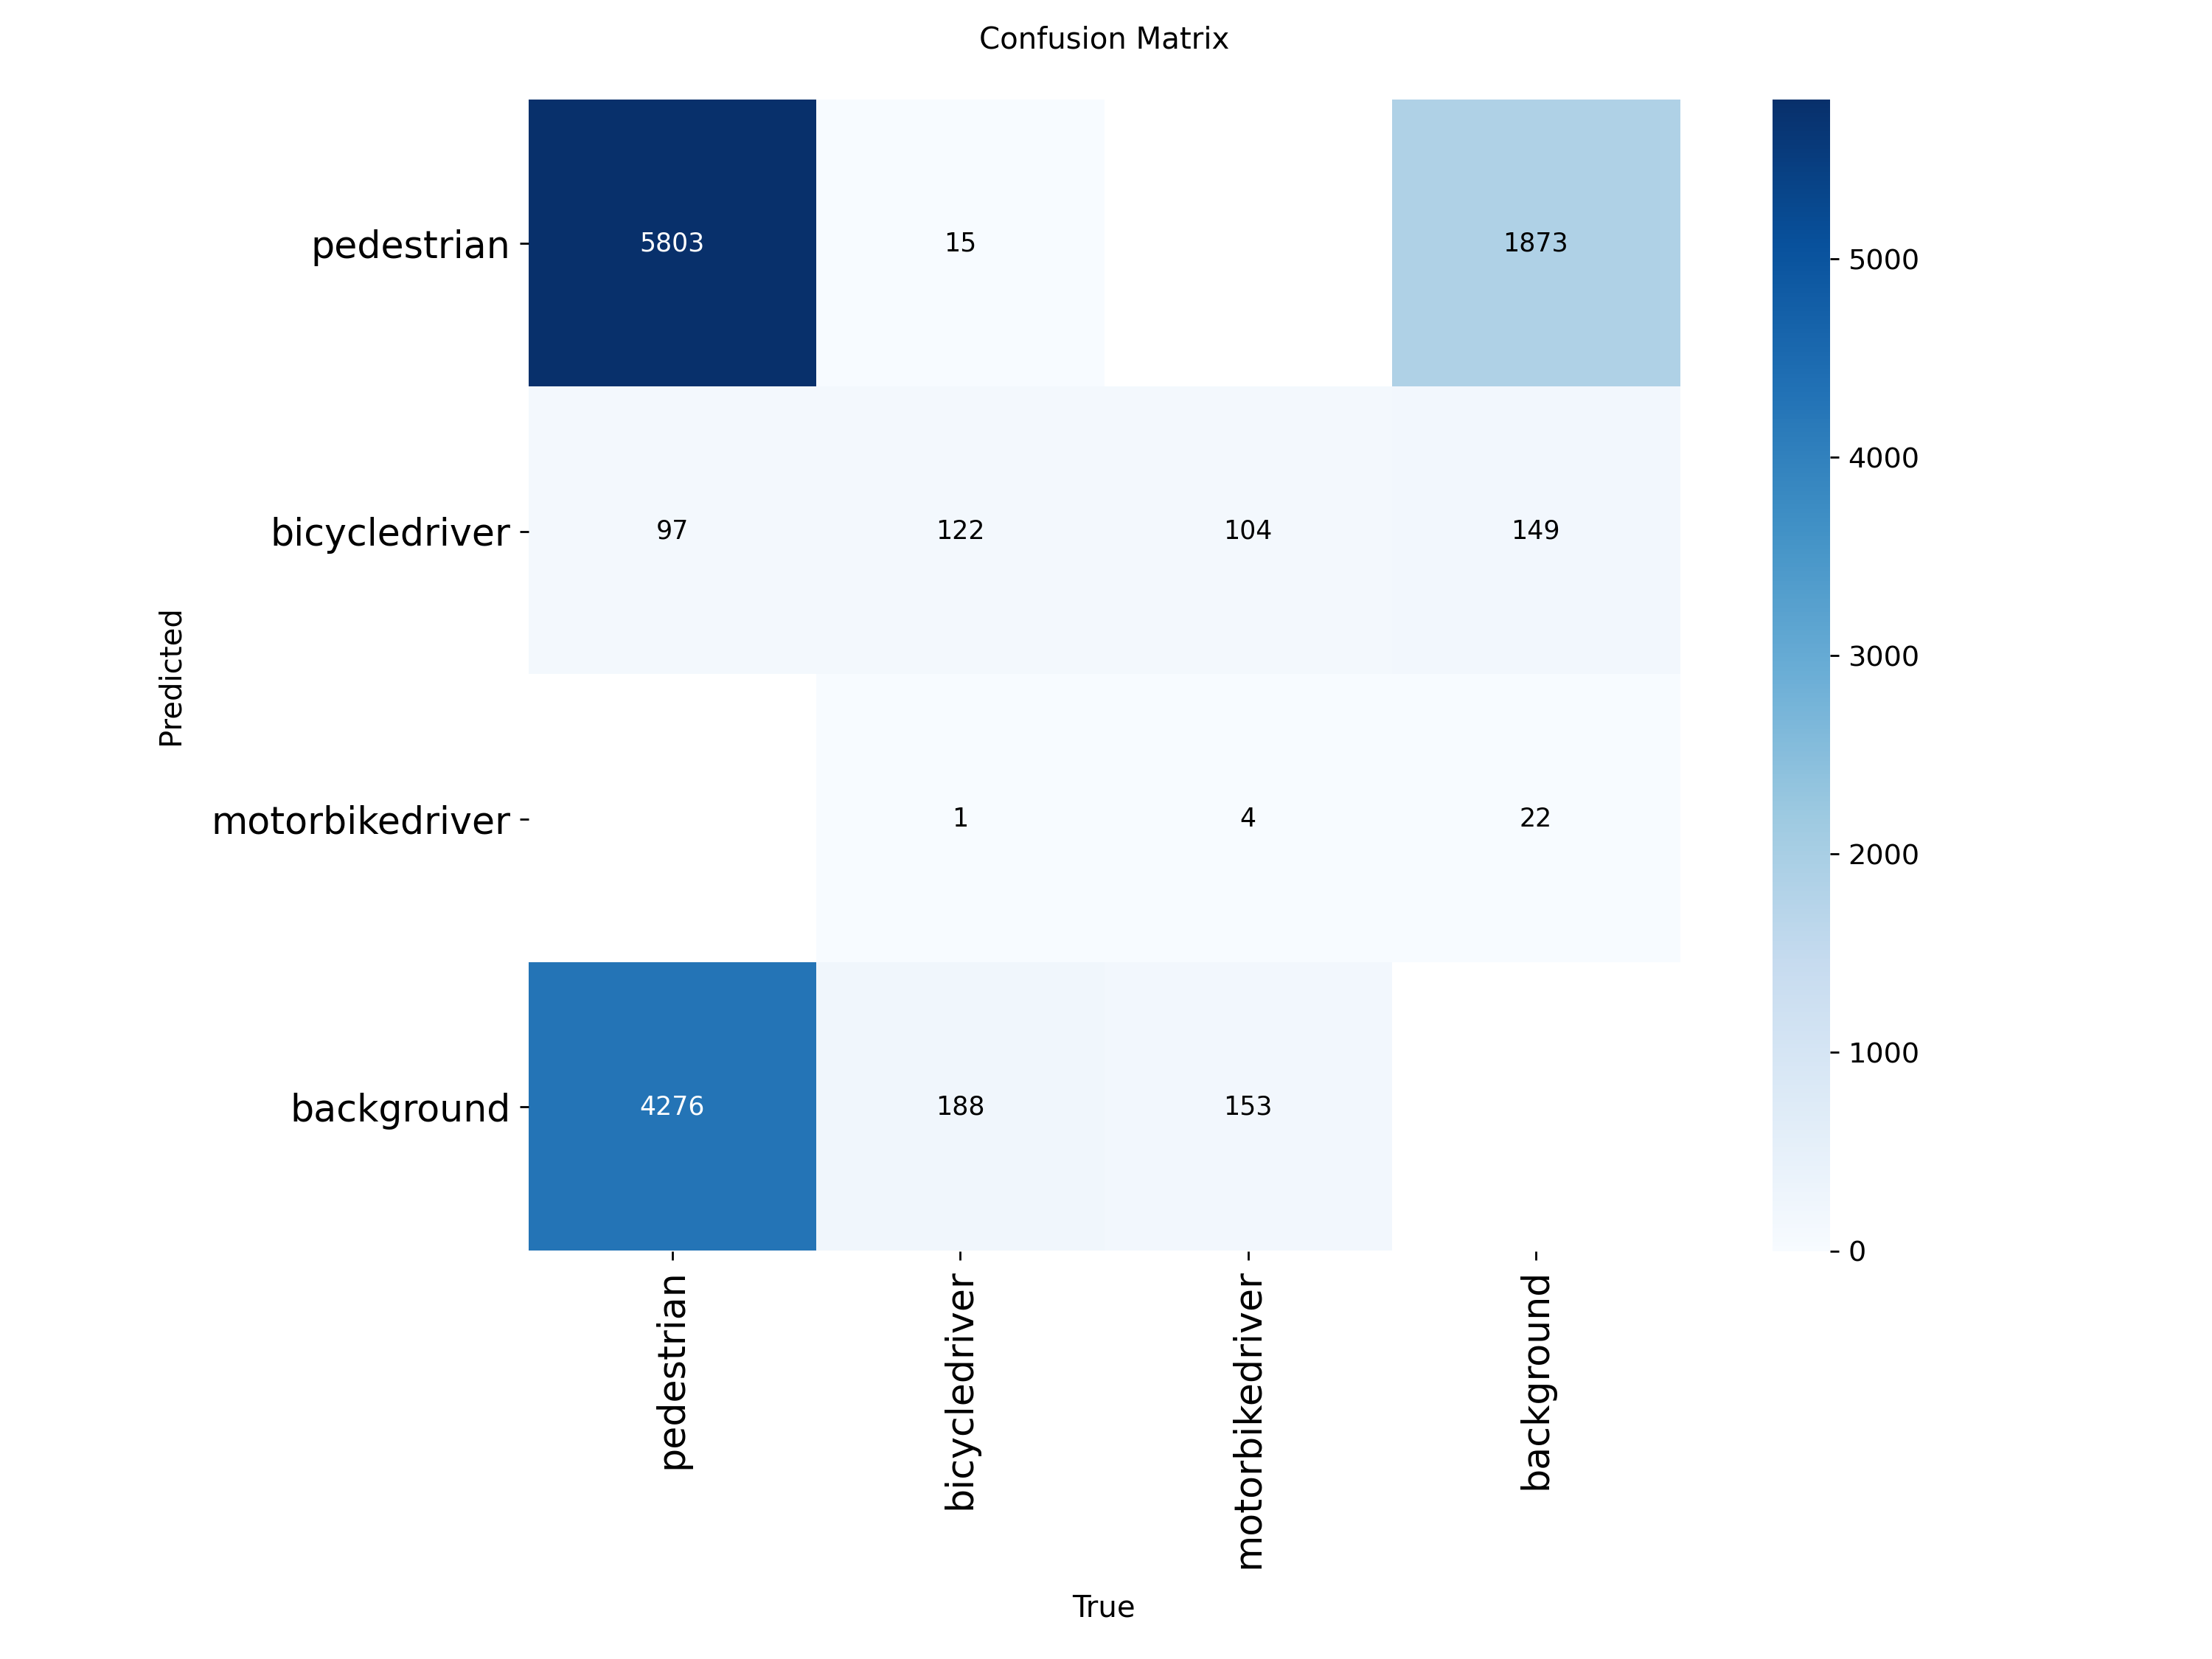 Confusion Matrix
pedestrian
5803
15
1873
bicycledriver
97
122
104
149
motorbikedriver
1
4
22
background
4276
188
153
Predicted
pedestrian
bicycledriver
motorbikedriver
background
True
5000
4000
3000
2000
1000
0